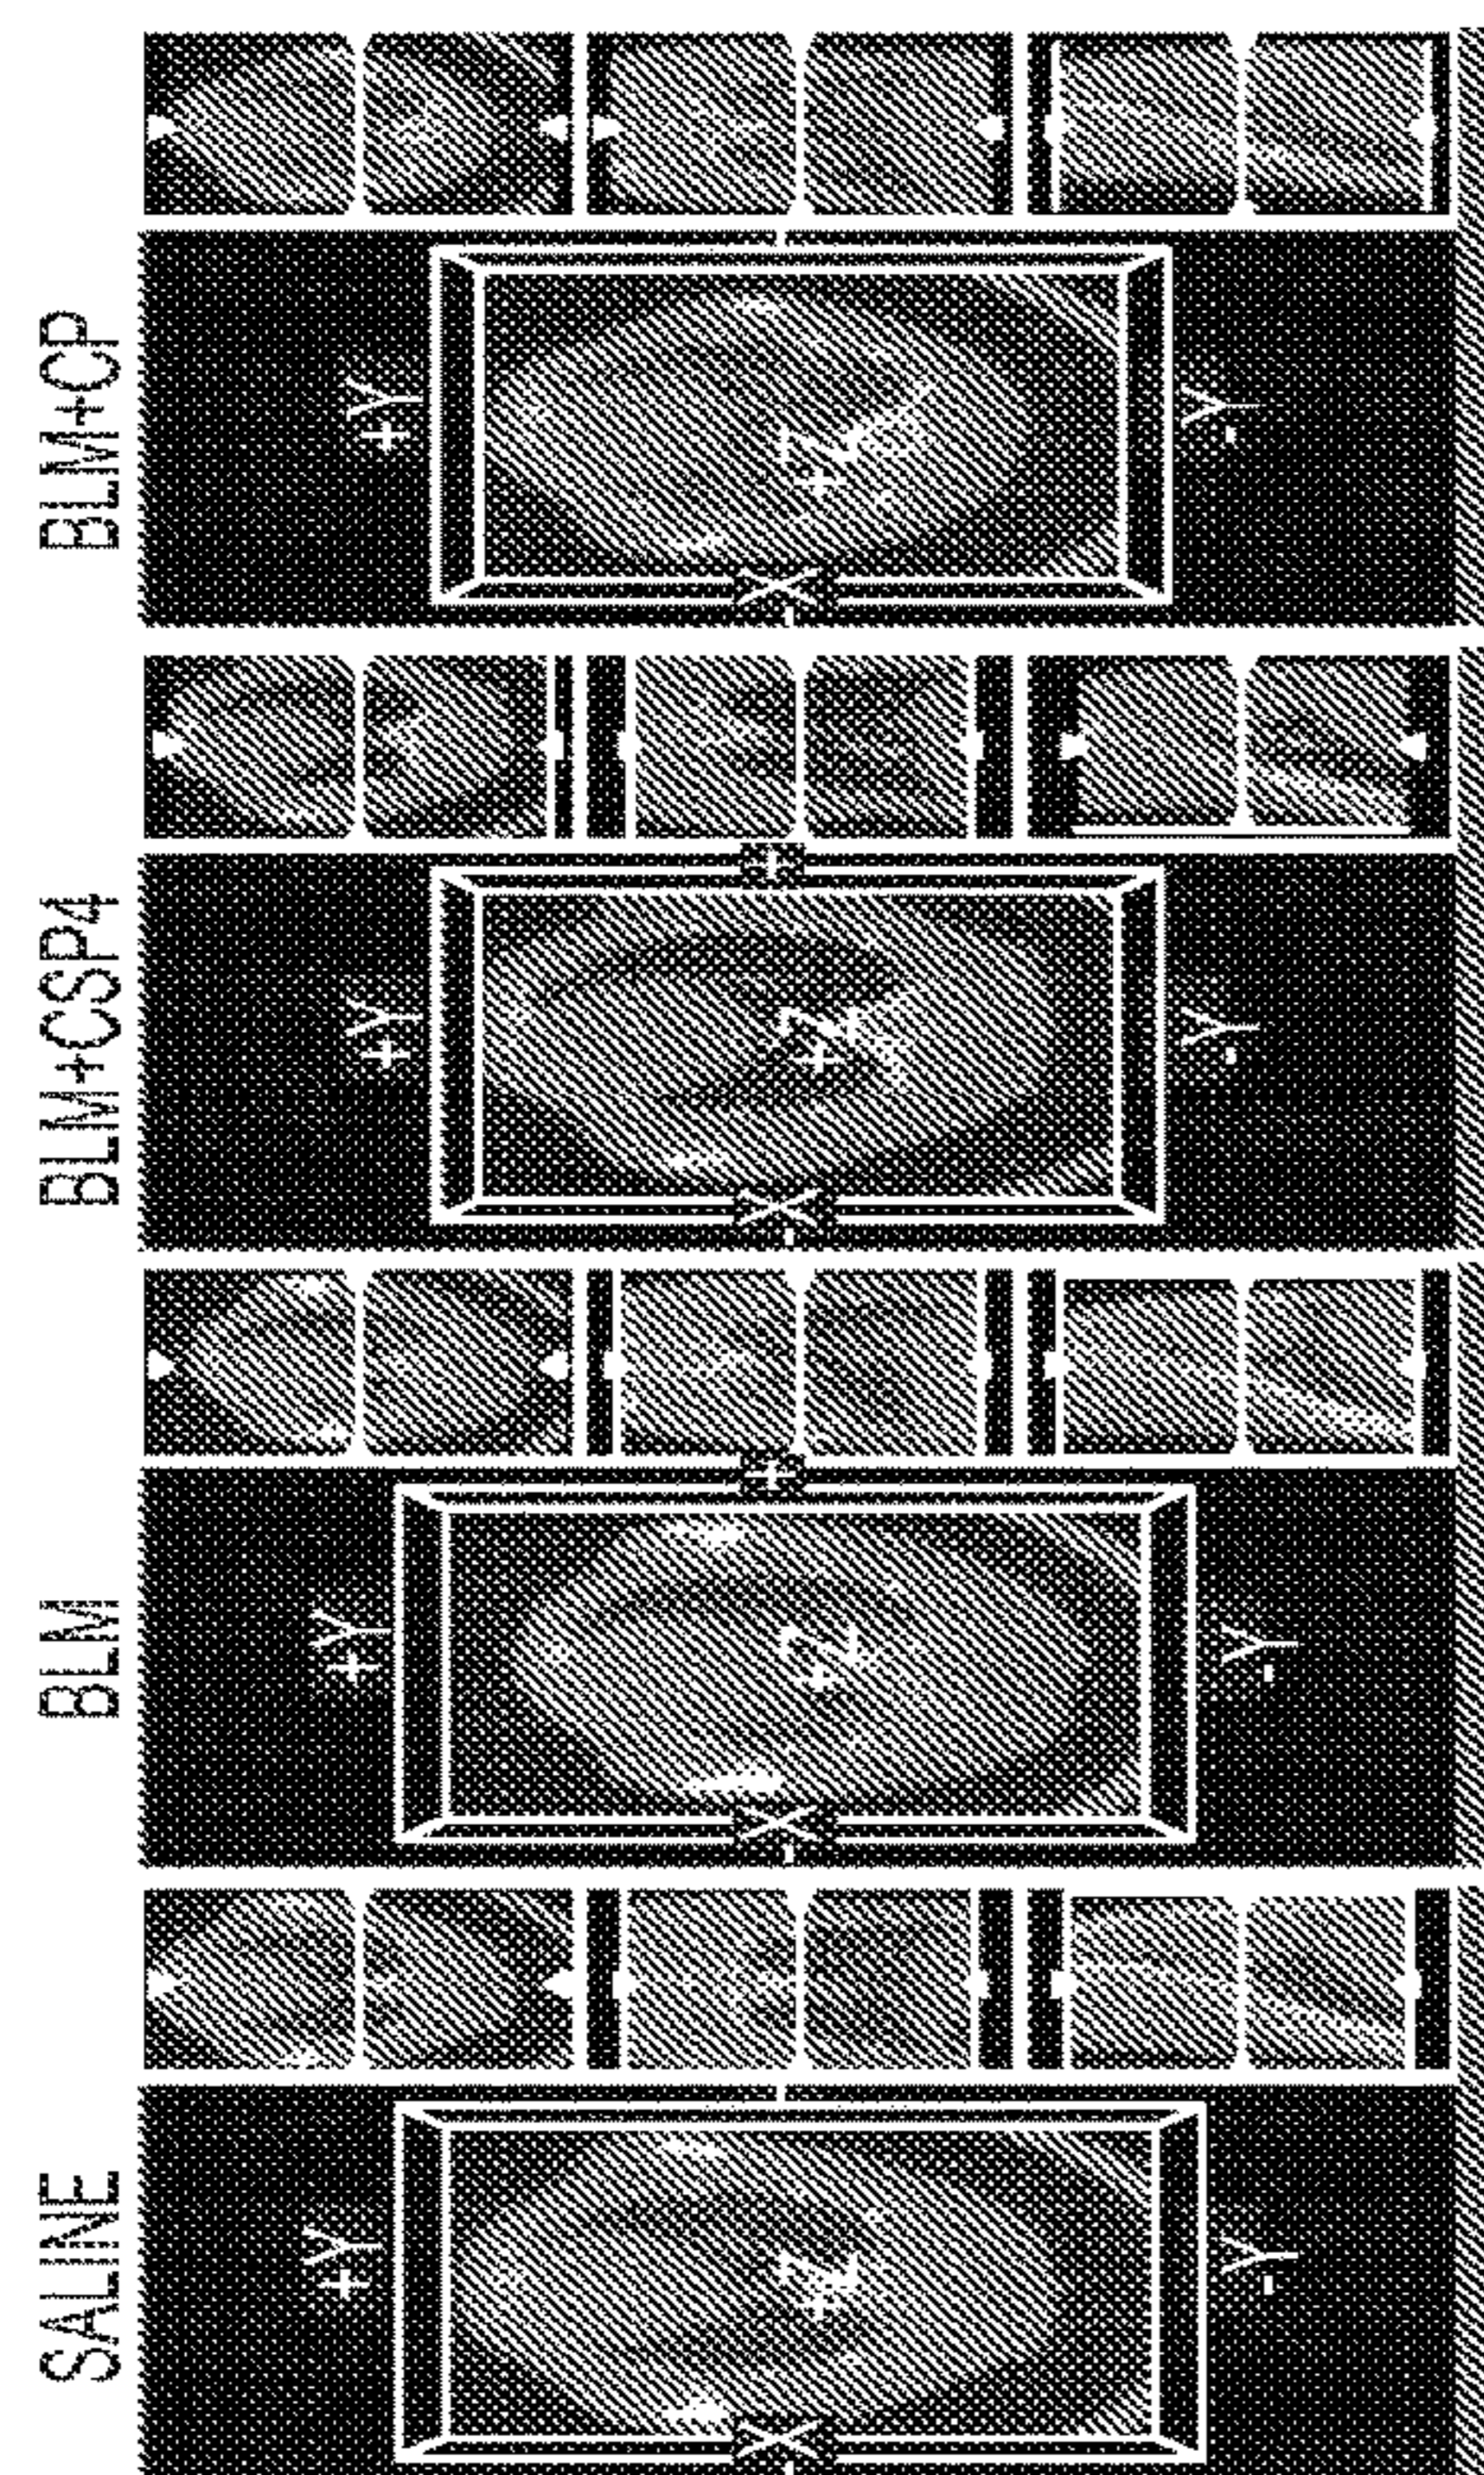 SALINE BLM BLM+CSP4 BLM+CP
+Y +Y +Y +Y
-X -X + -X + -X
+Z +Z +Z +Z
-Y -Y -Y -Y